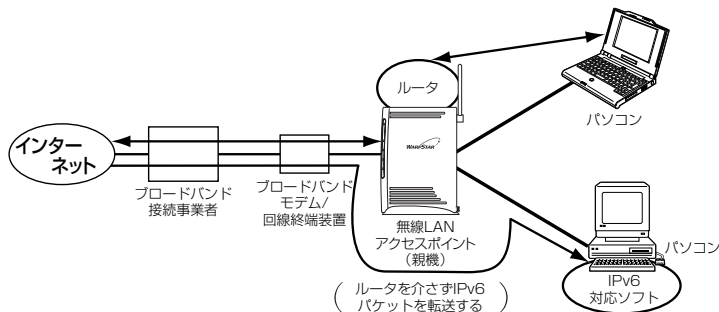 ルータ
パソコン
インター
ネット
WARPSTAR
ブロードバンド
接続事業者
ブロードバンド
モデム/
回線終端装置
無線LAN
アクセスポイント
（親機）
パソコン
IPv6
対応ソフト
（ルータを介さずIPv6
パケットを転送する）